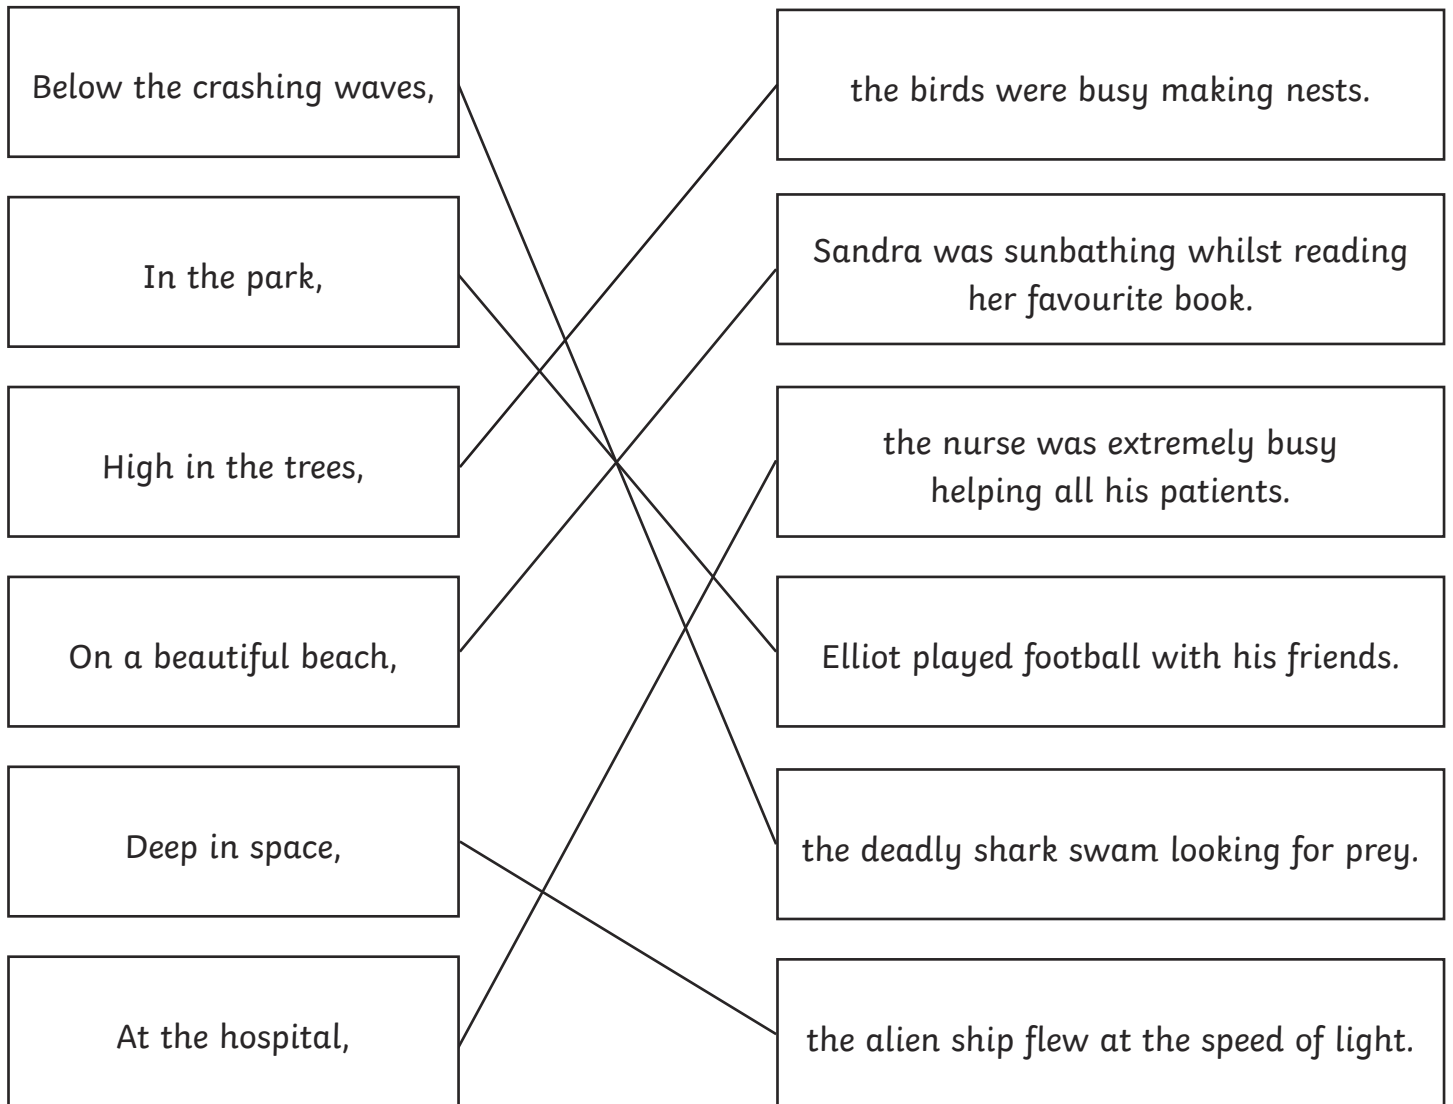 Below the crashing waves,
In the park,
High in the trees,
On a beautiful beach,
Deep in space,
At the hospital,
the birds were busy making nests.
Sandra was sunbathing whilst reading
her favourite book.
the nurse was extremely busy
helping all his patients.
Elliot played football with his friends.
the deadly shark swam looking for prey.
the alien ship flew at the speed of light.